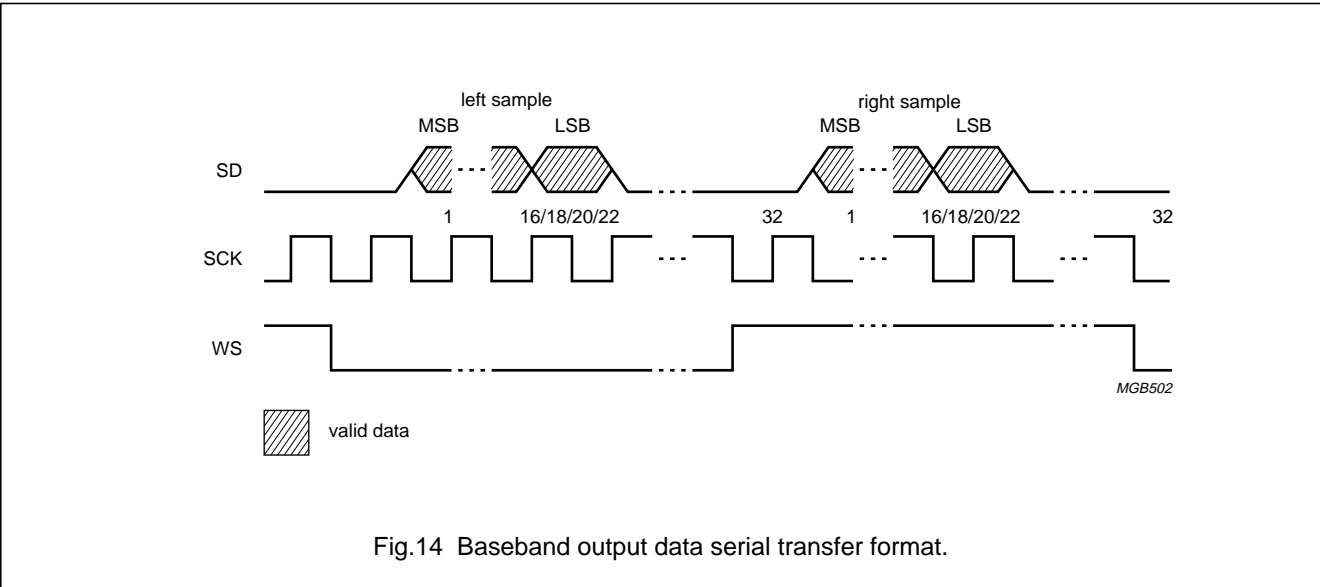 left sample right sample
MSB LSB MSB LSB
SD
1 16/18/20/22 32 1 16/18/20/22 32
SCK
WS
MGB502
valid data
Fig.14 Baseband output data serial transfer format.